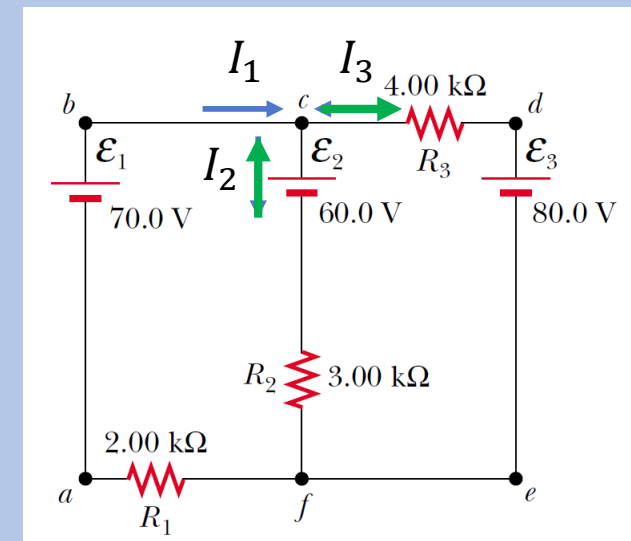 I₁ I₃ 4.00 kΩ
b c d
ℰ₁ I₂ ℰ₂ R₃ ℰ₃
70.0 V 60.0 V 80.0 V
R₂ 3.00 kΩ
2.00 kΩ
a f e
R₁